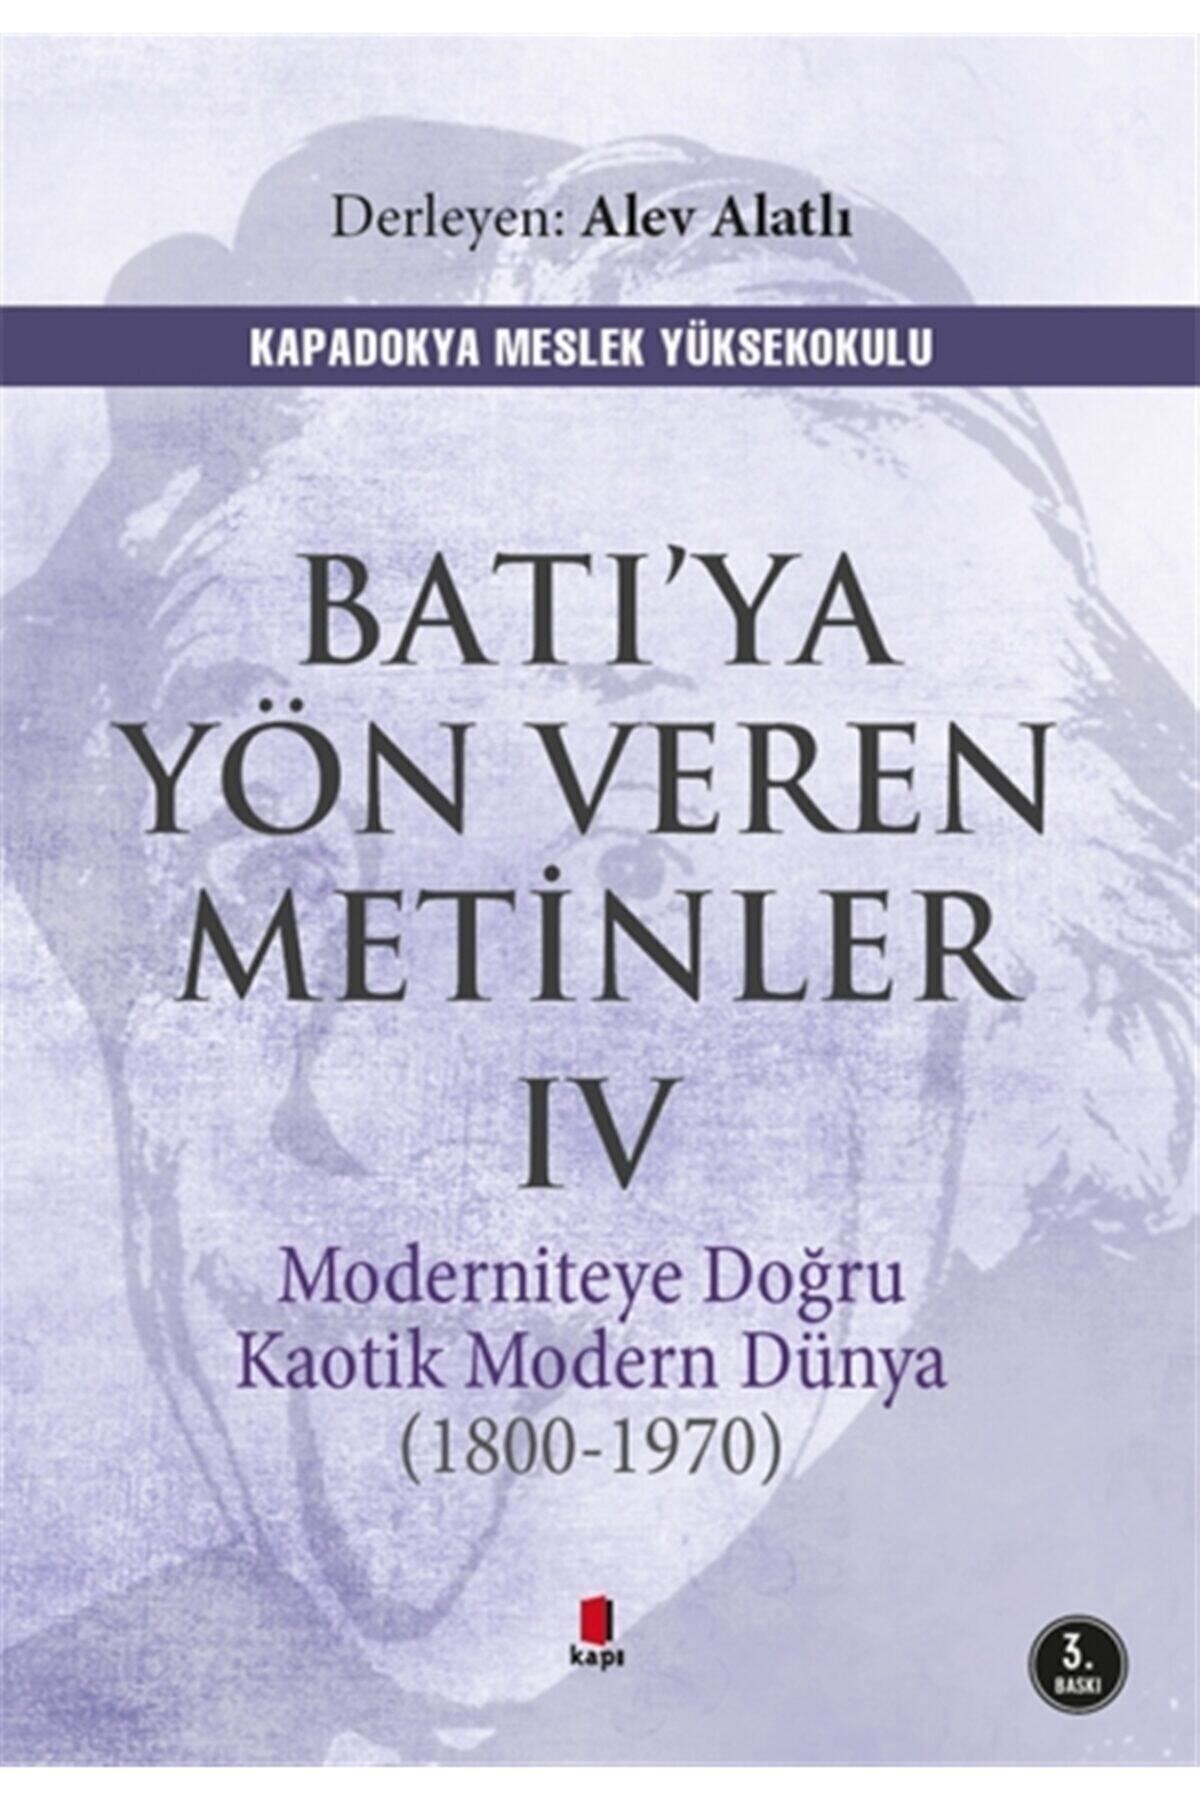 Derleyen: Alev Alatlı
KAPADOKYA MESLEK YÜKSEKOKULU
BATI’YA
YÖN VEREN
METİNLER
IV
Moderniteye Doğru
Kaotik Modern Dünya
(1800-1970)
kapı
3.
BASKI